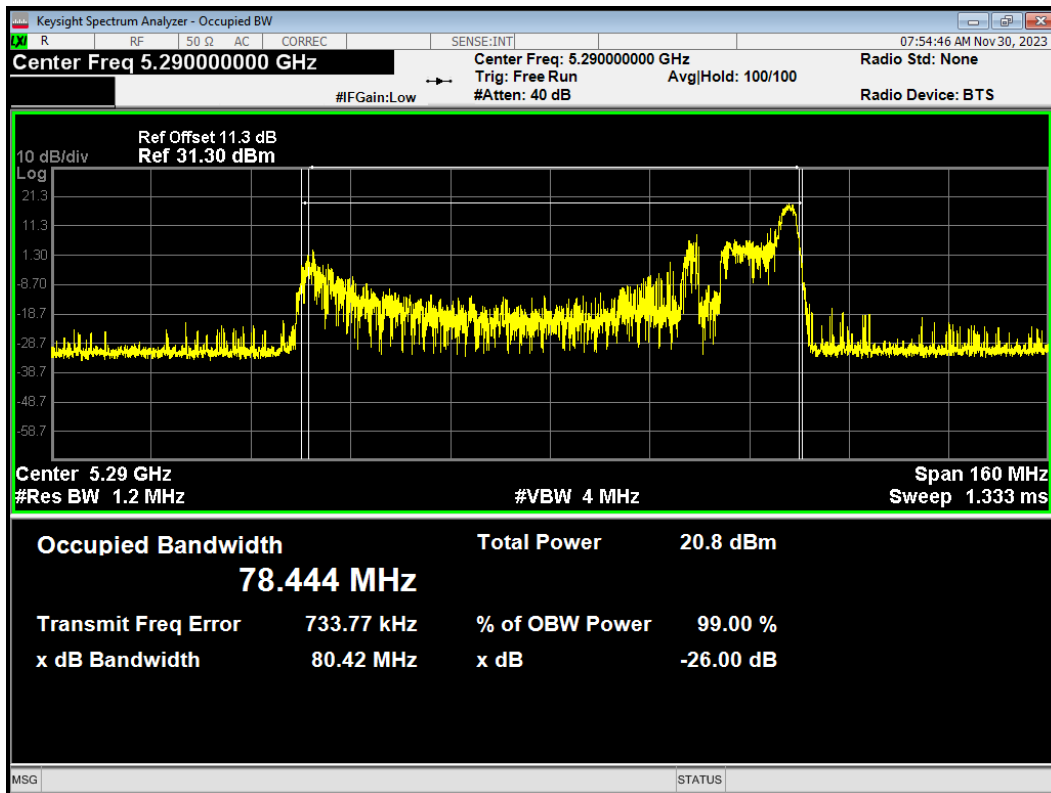 Keysight Spectrum Analyzer - Occupied BW
LXI R RF 50 Ω AC CORREC SENSE:INT 07:54:46 AM Nov 30, 2023
Center Freq 5.290000000 GHz Center Freq: 5.290000000 GHz Radio Std: None
Trig: Free Run Avg|Hold: 100/100
#IFGain:Low #Atten: 40 dB Radio Device: BTS
Ref Offset 11.3 dB
10 dB/div Ref 31.30 dBm
Log
21.3
11.3
1.30
-8.70
-18.7
-28.7
-38.7
-48.7
-58.7
Center 5.29 GHz Span 160 MHz
#Res BW 1.2 MHz #VBW 4 MHz Sweep 1.333 ms
Occupied Bandwidth Total Power 20.8 dBm
78.444 MHz
Transmit Freq Error 733.77 kHz % of OBW Power 99.00 %
x dB Bandwidth 80.42 MHz x dB -26.00 dB
MSG STATUS